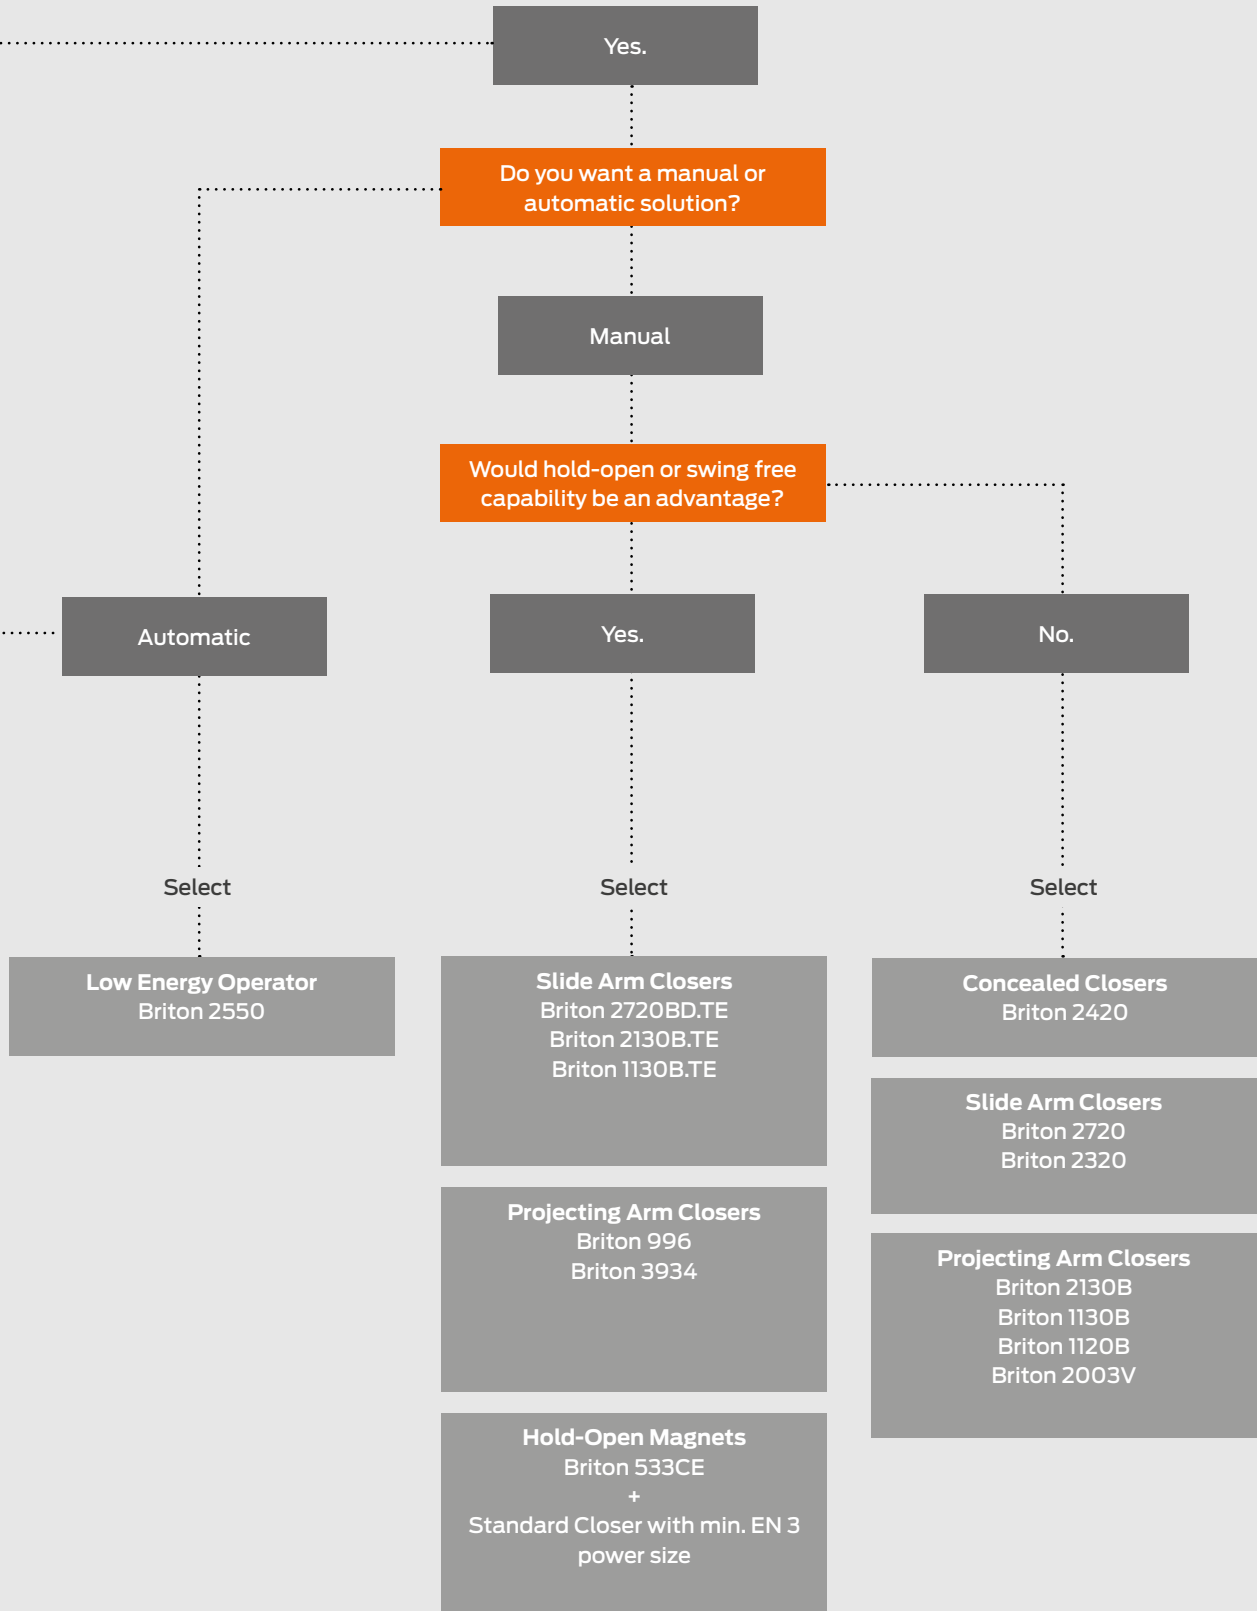 Yes.
Do you want a manual or
automatic solution?
Manual
Would hold-open or swing free
capability be an advantage?
Automatic
Yes.
No.
Select
Select
Select
Low Energy Operator
Briton 2550
Slide Arm Closers
Briton 2720BD.TE
Briton 2130B.TE
Briton 1130B.TE
Projecting Arm Closers
Briton 996
Briton 3934
Hold-Open Magnets
Briton 533CE
+
Standard Closer with min. EN 3
power size
Concealed Closers
Briton 2420
Slide Arm Closers
Briton 2720
Briton 2320
Projecting Arm Closers
Briton 2130B
Briton 1130B
Briton 1120B
Briton 2003V